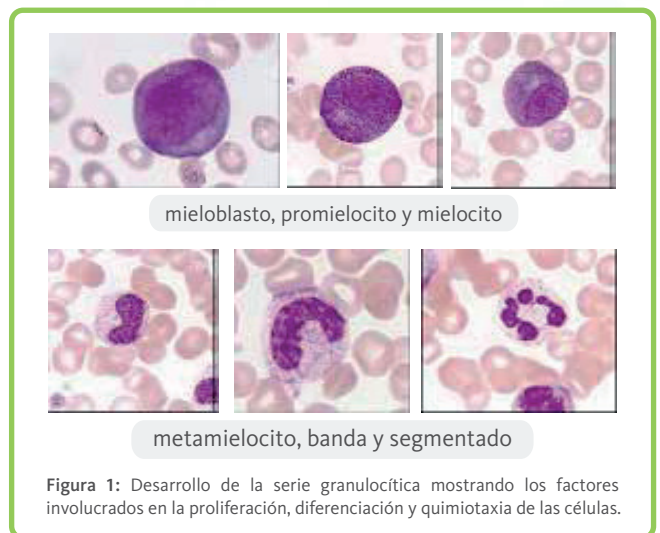 mieloblasto, promielocito y mielocito
metamielocito, banda y segmentado
Figura 1: Desarrollo de la serie granulocítica mostrando los factores
involucrados en la proliferación, diferenciación y quimiotaxia de las células.